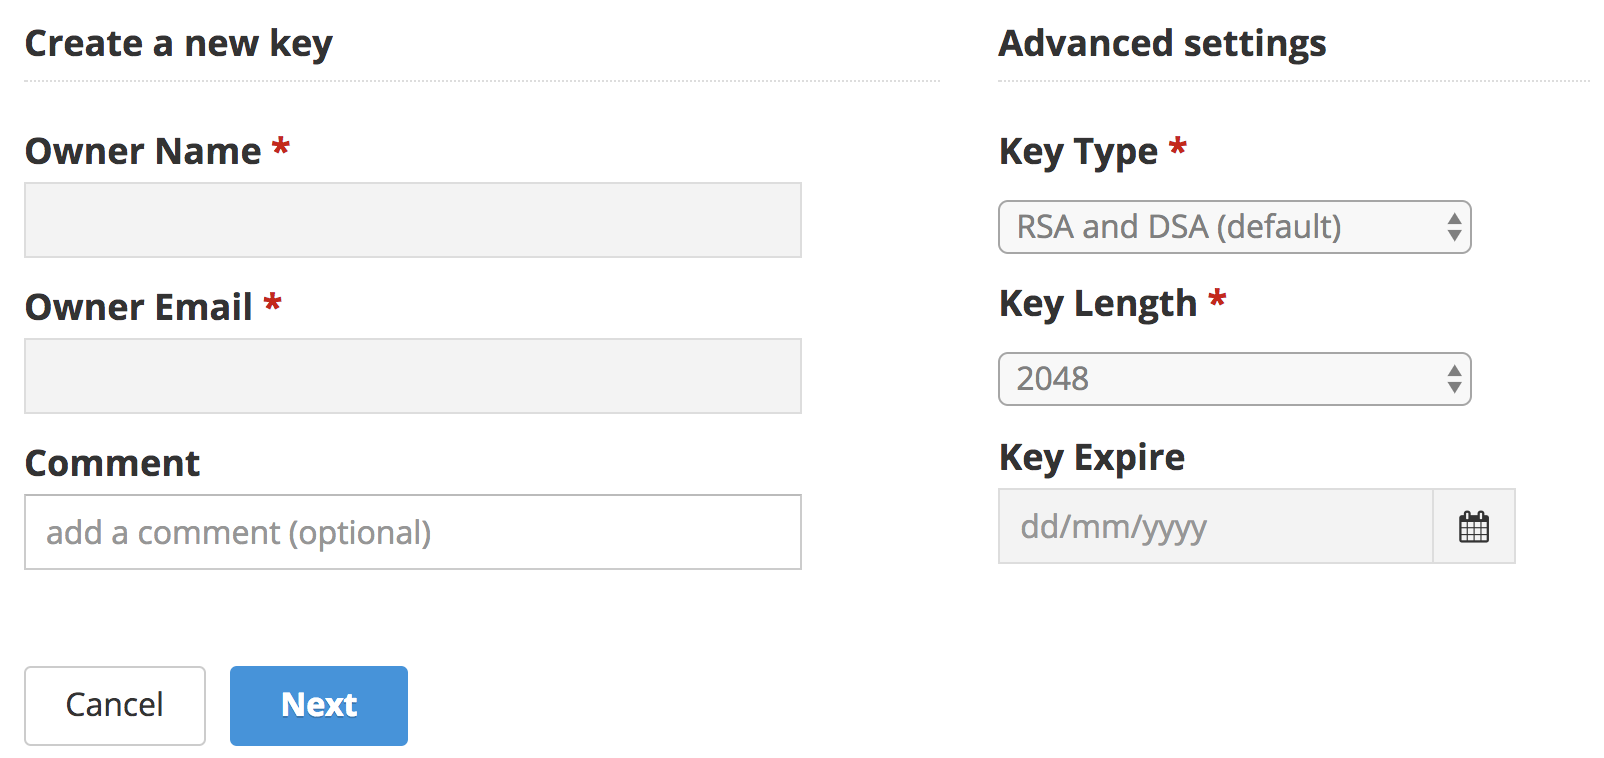 Create a new key
Owner Name *
Owner Email *
Comment
add a comment (optional)
Cancel
Next
Advanced settings
Key Type *
RSA and DSA (default)
Key Length *
2048
Key Expire
dd/mm/yyyy